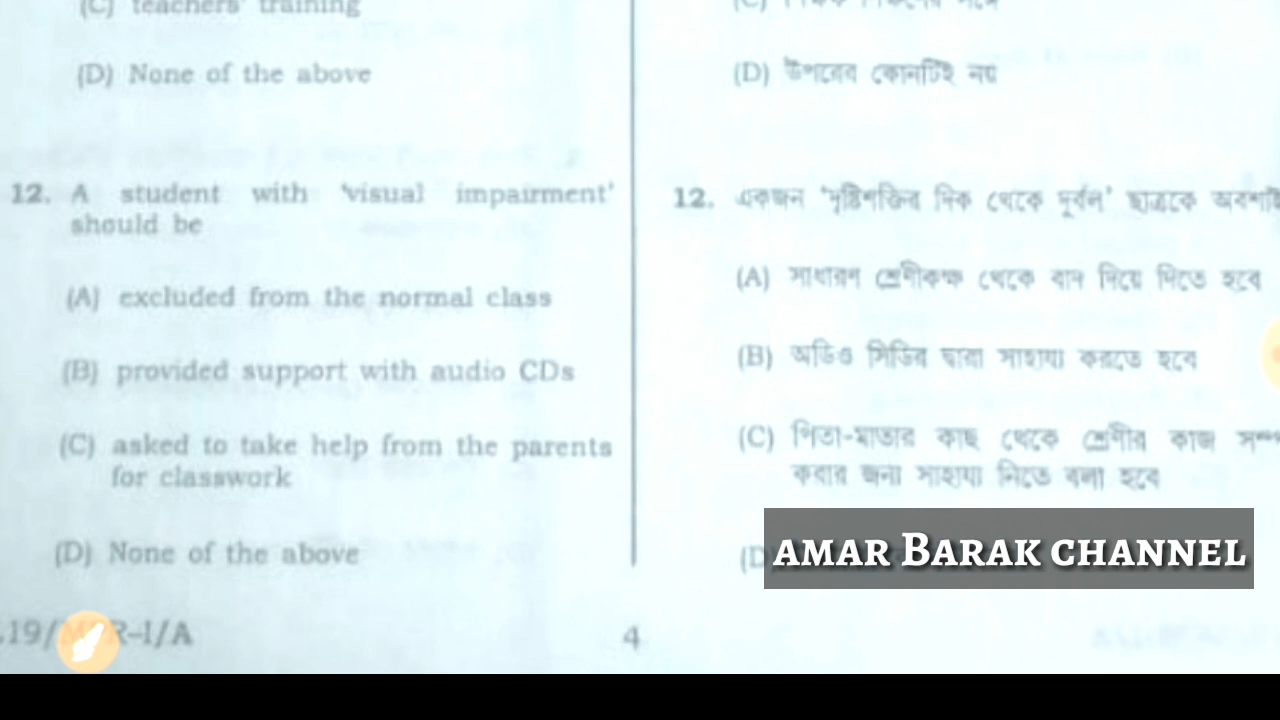 (C) teachers' training
(D) None of the above
12. A student with 'visual impairment'
should be
(A) excluded from the normal class
(B) provided support with audio CDs
(C) asked to take help from the parents
for classwork
(D) None of the above
(D) উপরের কোনটিই নয়
12. একজন 'দৃষ্টিশক্তির দিক থেকে দুর্বল' ছাত্রকে
(A) সাধারণ শ্রেণীকক্ষ থেকে বাদ দিয়ে দিতে হবে
(B) অডিও সিডির দ্বারা সাহায্য করতে হবে
(C) পিতা-মাতার কাছ থেকে শ্রেণীর কাজ
করার জন্য সাহায্য নিতে বলা হবে
AMAR BARAK CHANNEL
4